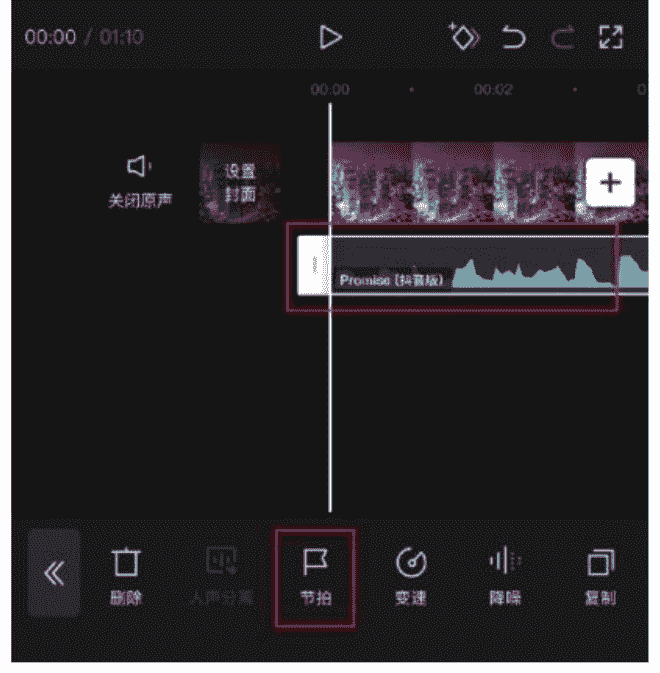 00:00 / 01:10
00:00
00:02
0
关闭原声
设置
封面
Promise (抖音版)
删除
人声分离
节拍
变速
降噪
复制